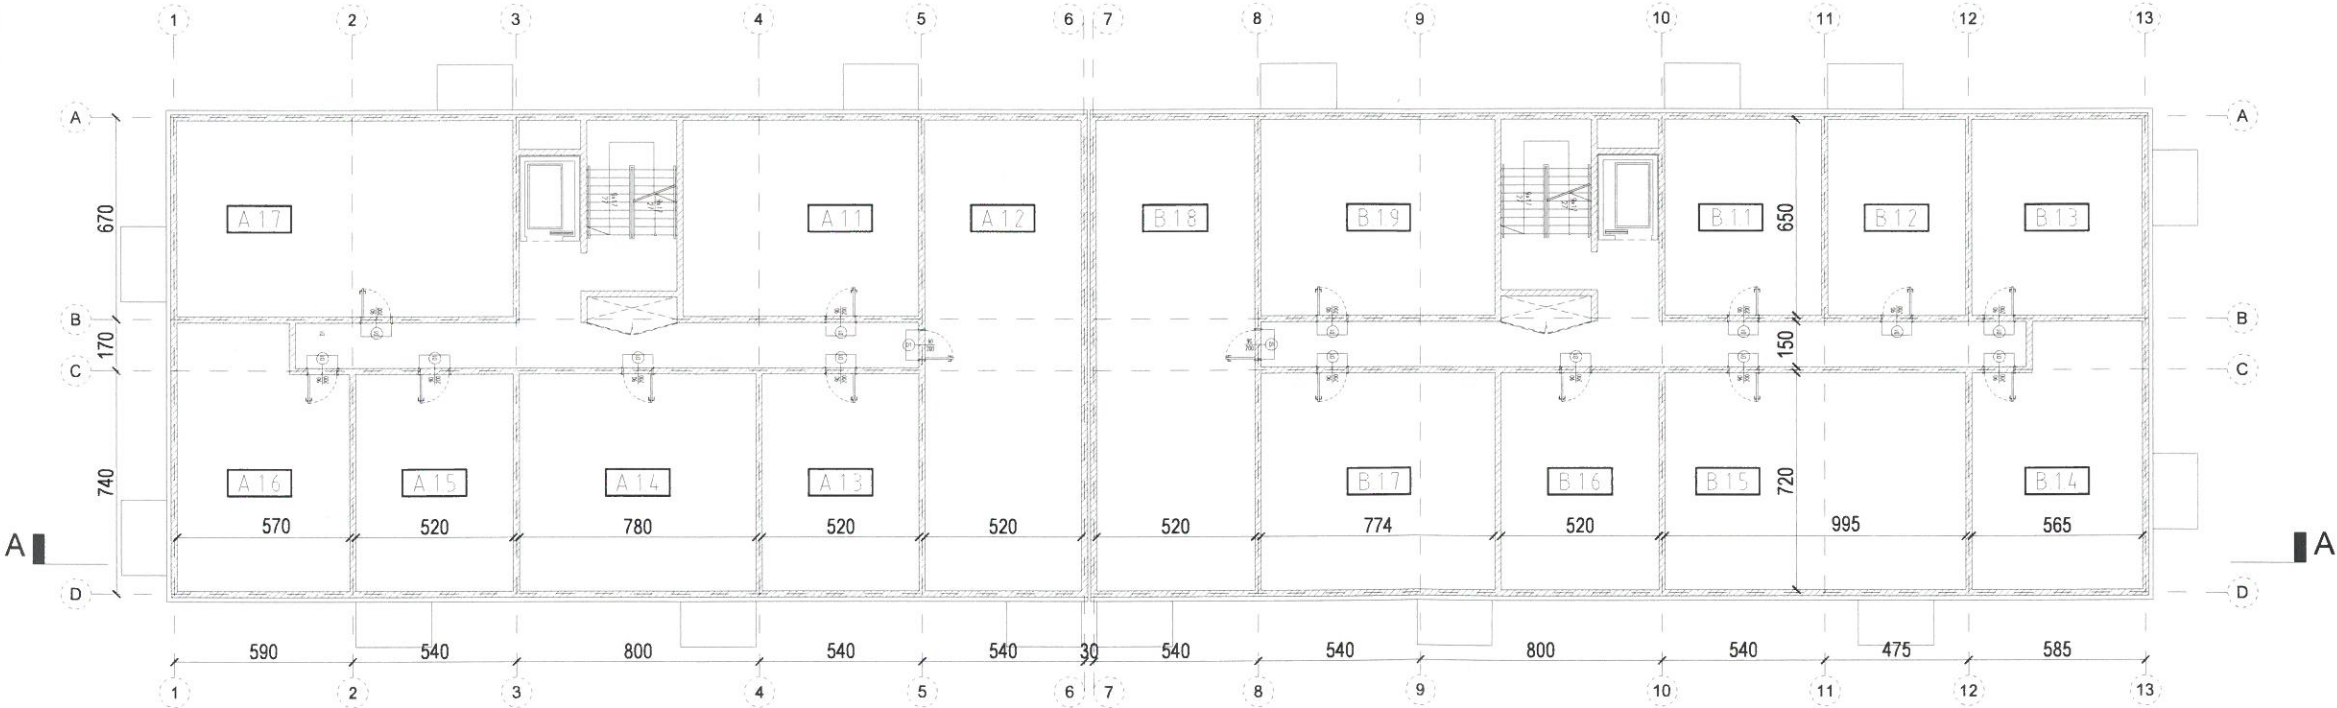 1 2 3 4 5 6 7 8 9 10 11 12 13
A A
670 A17 A11 A12 B18 B19 B11 650 B12 B13
B B
170 150
C C
740 A16 A15 A14 A13 B17 B16 B15 720 B14
570 520 780 520 520 520 774 520 995 565
A A
D D
590 540 800 540 540 30 540 540 800 540 475 585
1 2 3 4 5 6 7 8 9 10 11 12 13